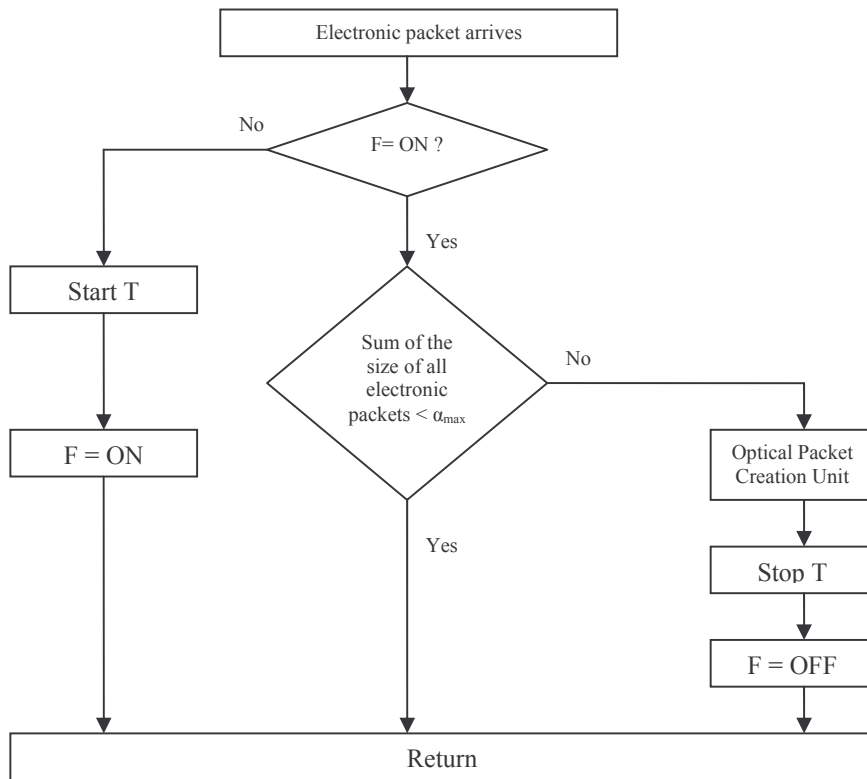 Electronic packet arrives
F= ON ?
No
Yes
Start T
F = ON
Sum of the
size of all
electronic
packets < αmax
No
Yes
Optical Packet
Creation Unit
Stop T
F = OFF
Return